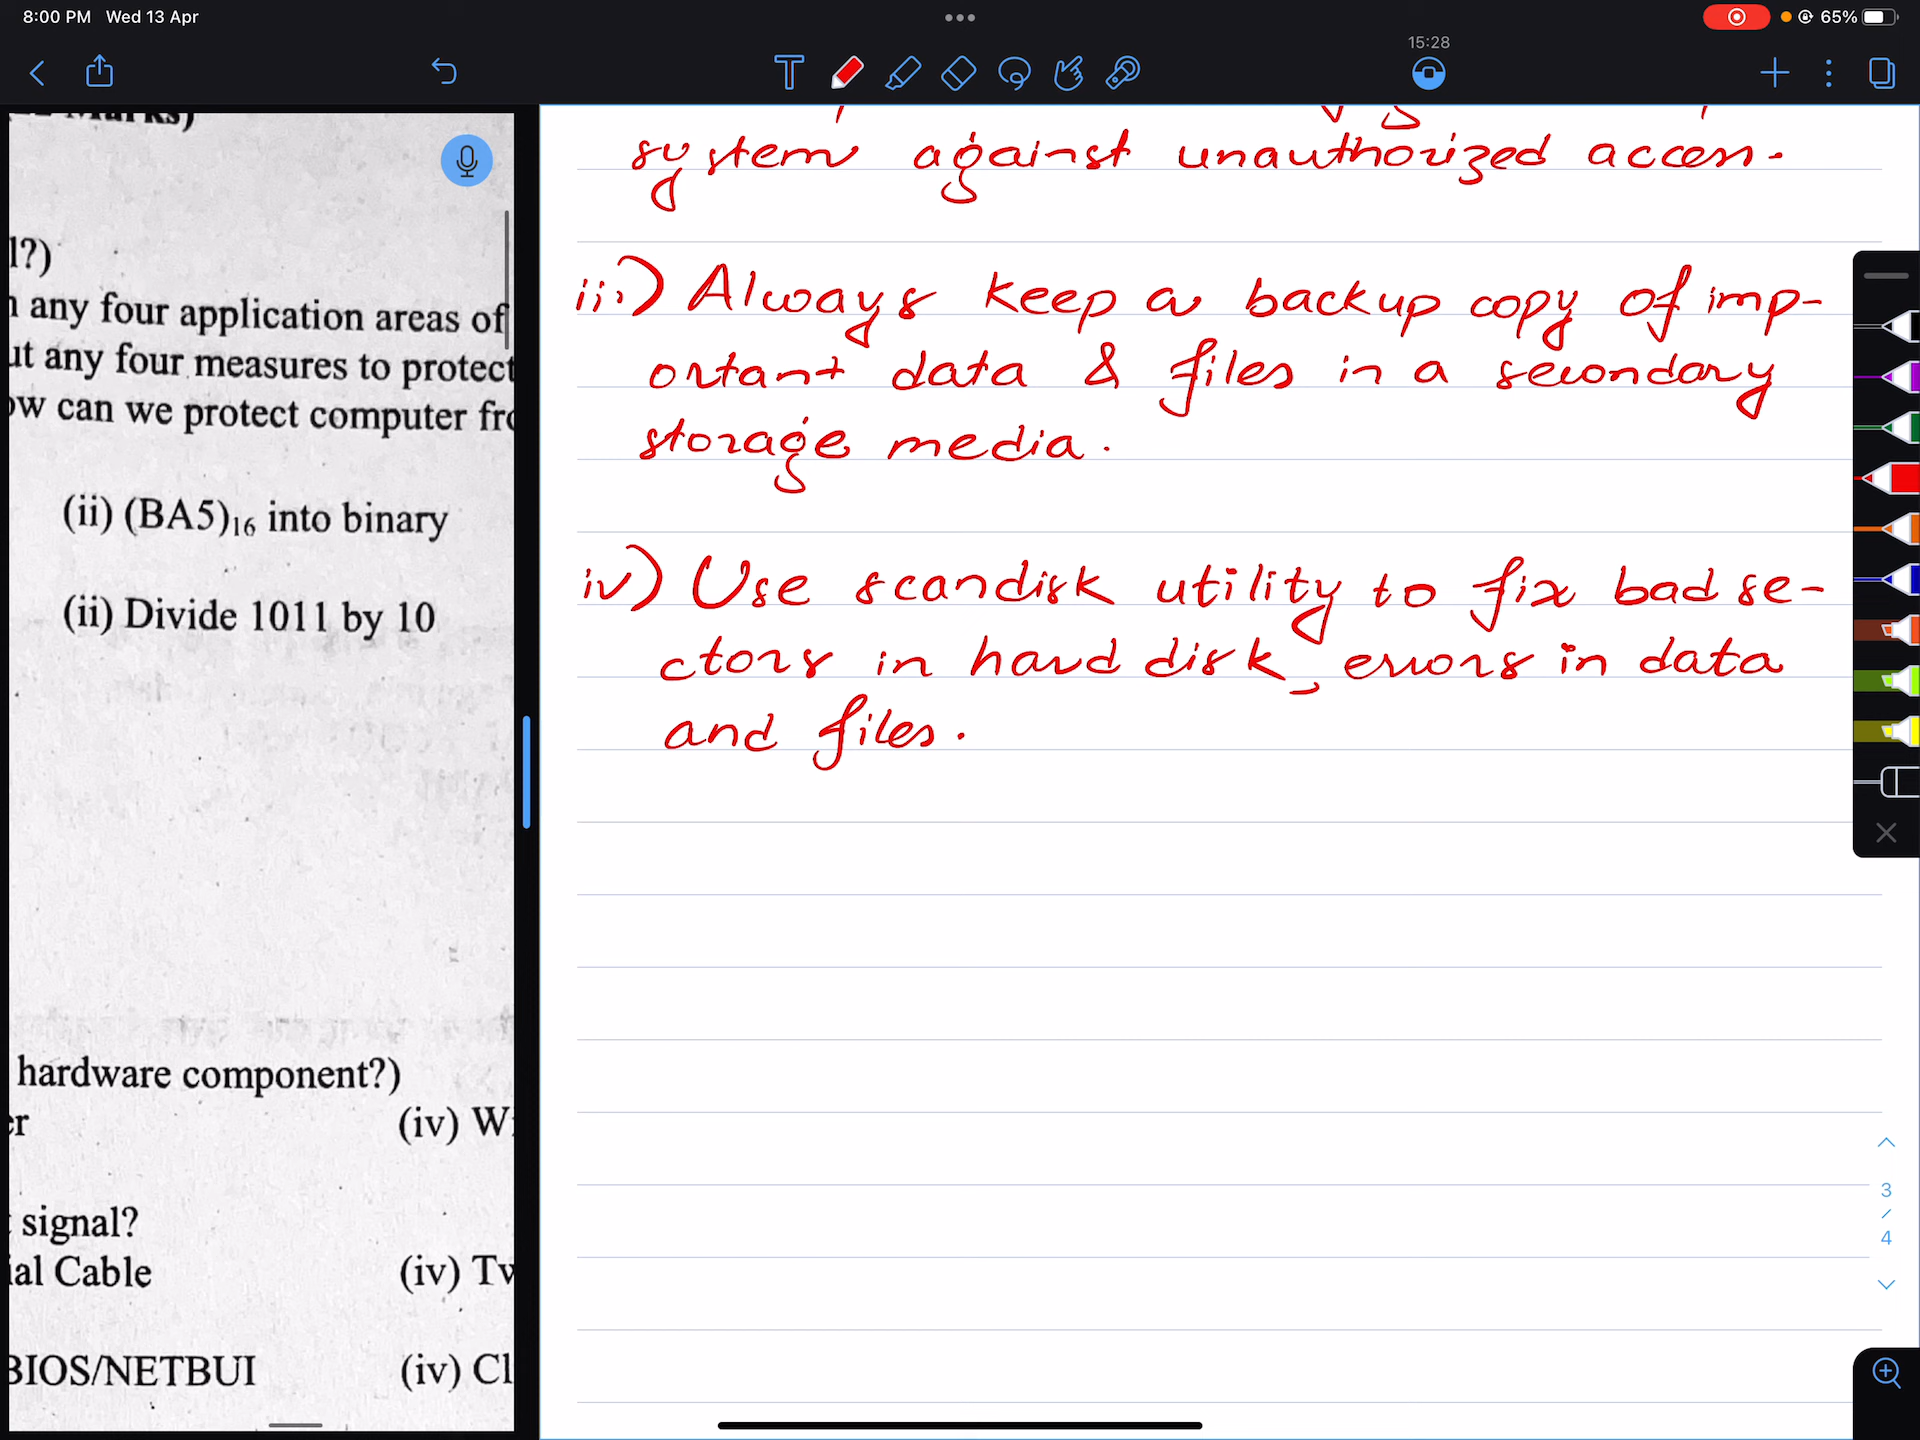 8:00 PM Wed 13 Apr
65%
15:28
Marks)
l?)
any four application areas of
ut any four measures to protect
ow can we protect computer fro
(ii) (BA5)16 into binary
(ii) Divide 1011 by 10
hardware component?)
er (iv) W
signal?
ial Cable (iv) Tw
BIOS/NETBUI (iv) Cl
system against unauthorized access.
iii) Always keep a backup copy of imp-
ortant data & files in a secondary
storage media.
iv) Use scandisk utility to fix bad se-
ctors in hard disk, errors in data
and files.
3
/
4